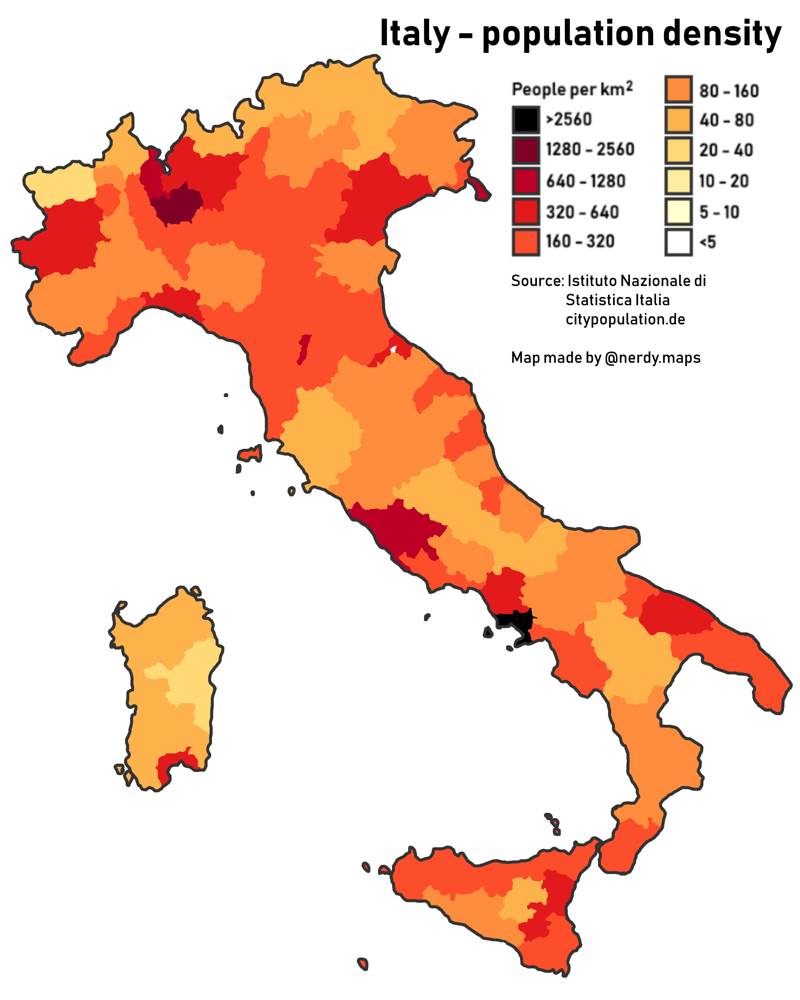 Italy - population density
People per km²
>2560
1280 - 2560
640 - 1280
320 - 640
160 - 320
80 - 160
40 - 80
20 - 40
10 - 20
5 - 10
<5
Source: Istituto Nazionale di
Statistica Italia
citypopulation.de
Map made by @nerdy.maps